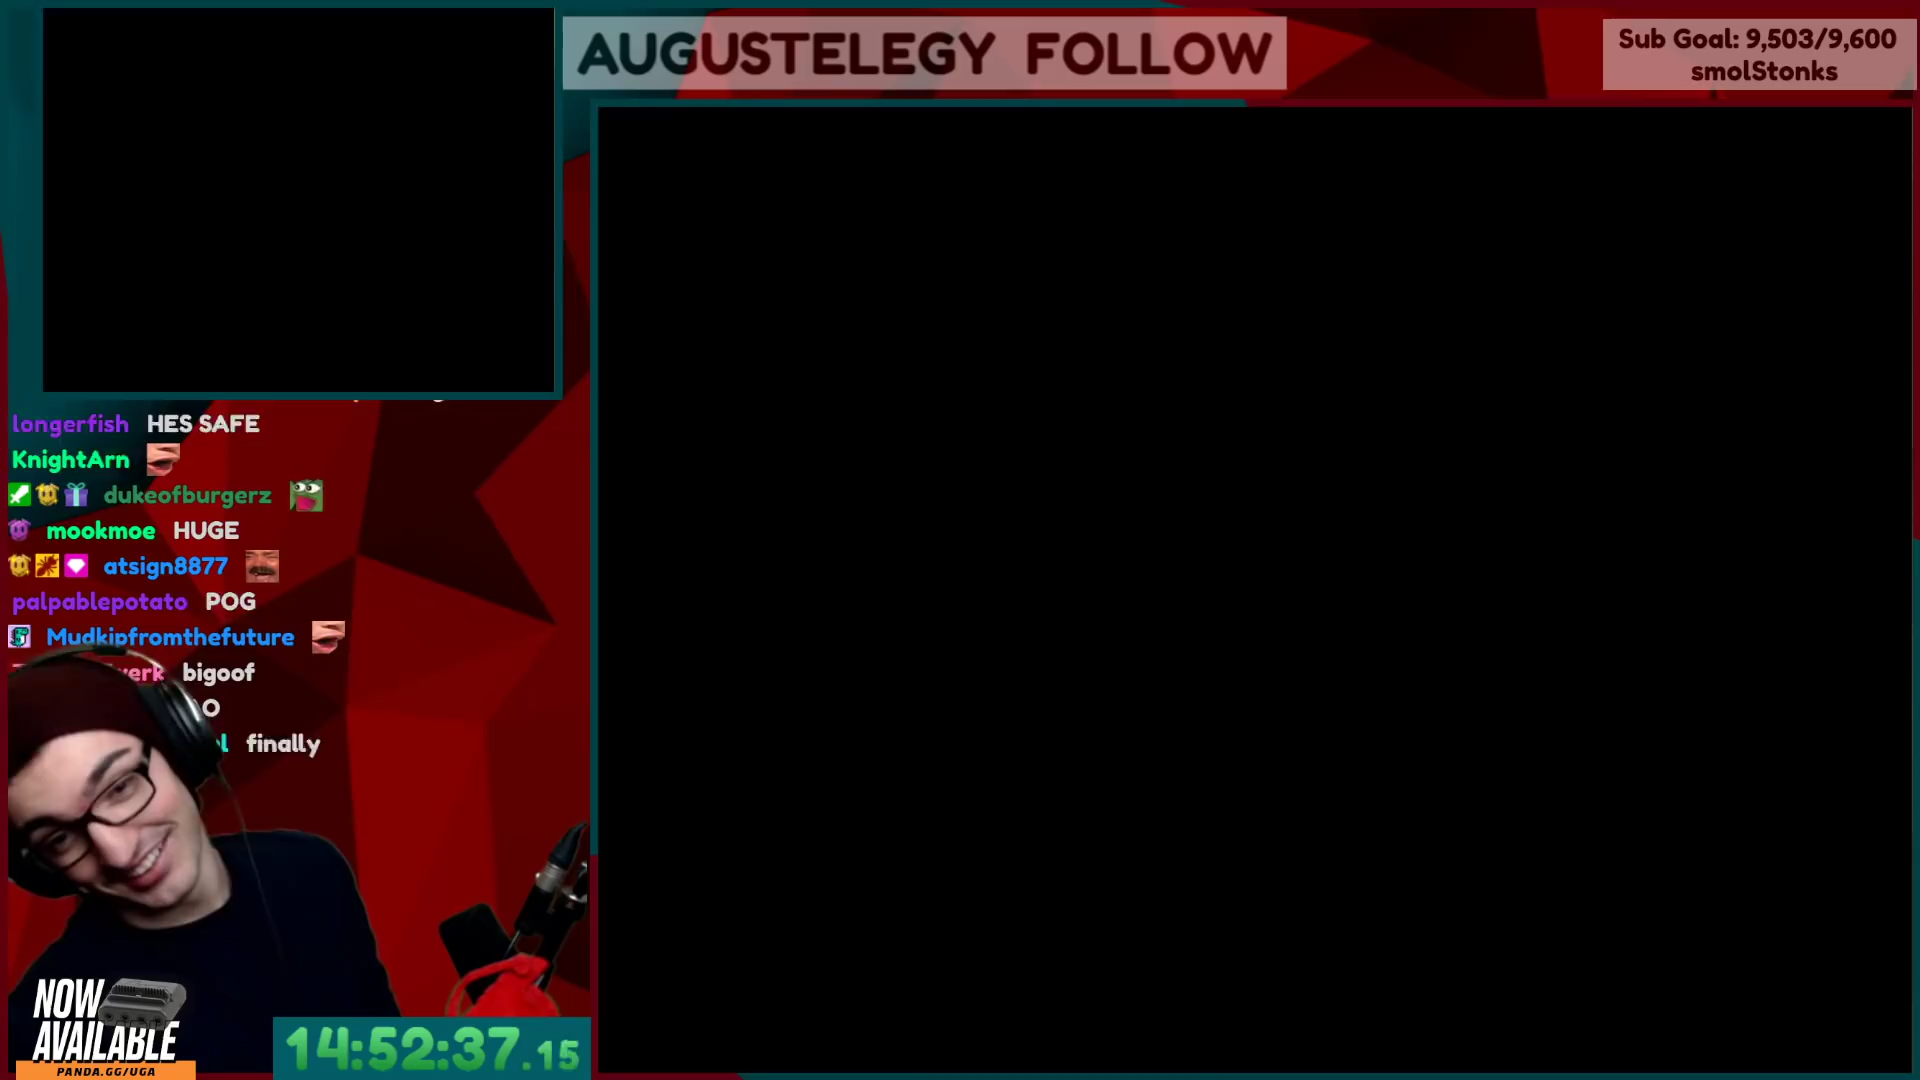 AUGUSTELEGY FOLLOW
Sub Goal: 9,503/9,600
smolStonks
longerfish HES SAFE
KnightArn
dukeofburgerz
mookmoe HUGE
atsign8877
palpablepotato POG
Mudkipfromthefuture
bigoof
finally
NOW
AVAILABLE
PANDA.GG/UGA
14:52:37.15